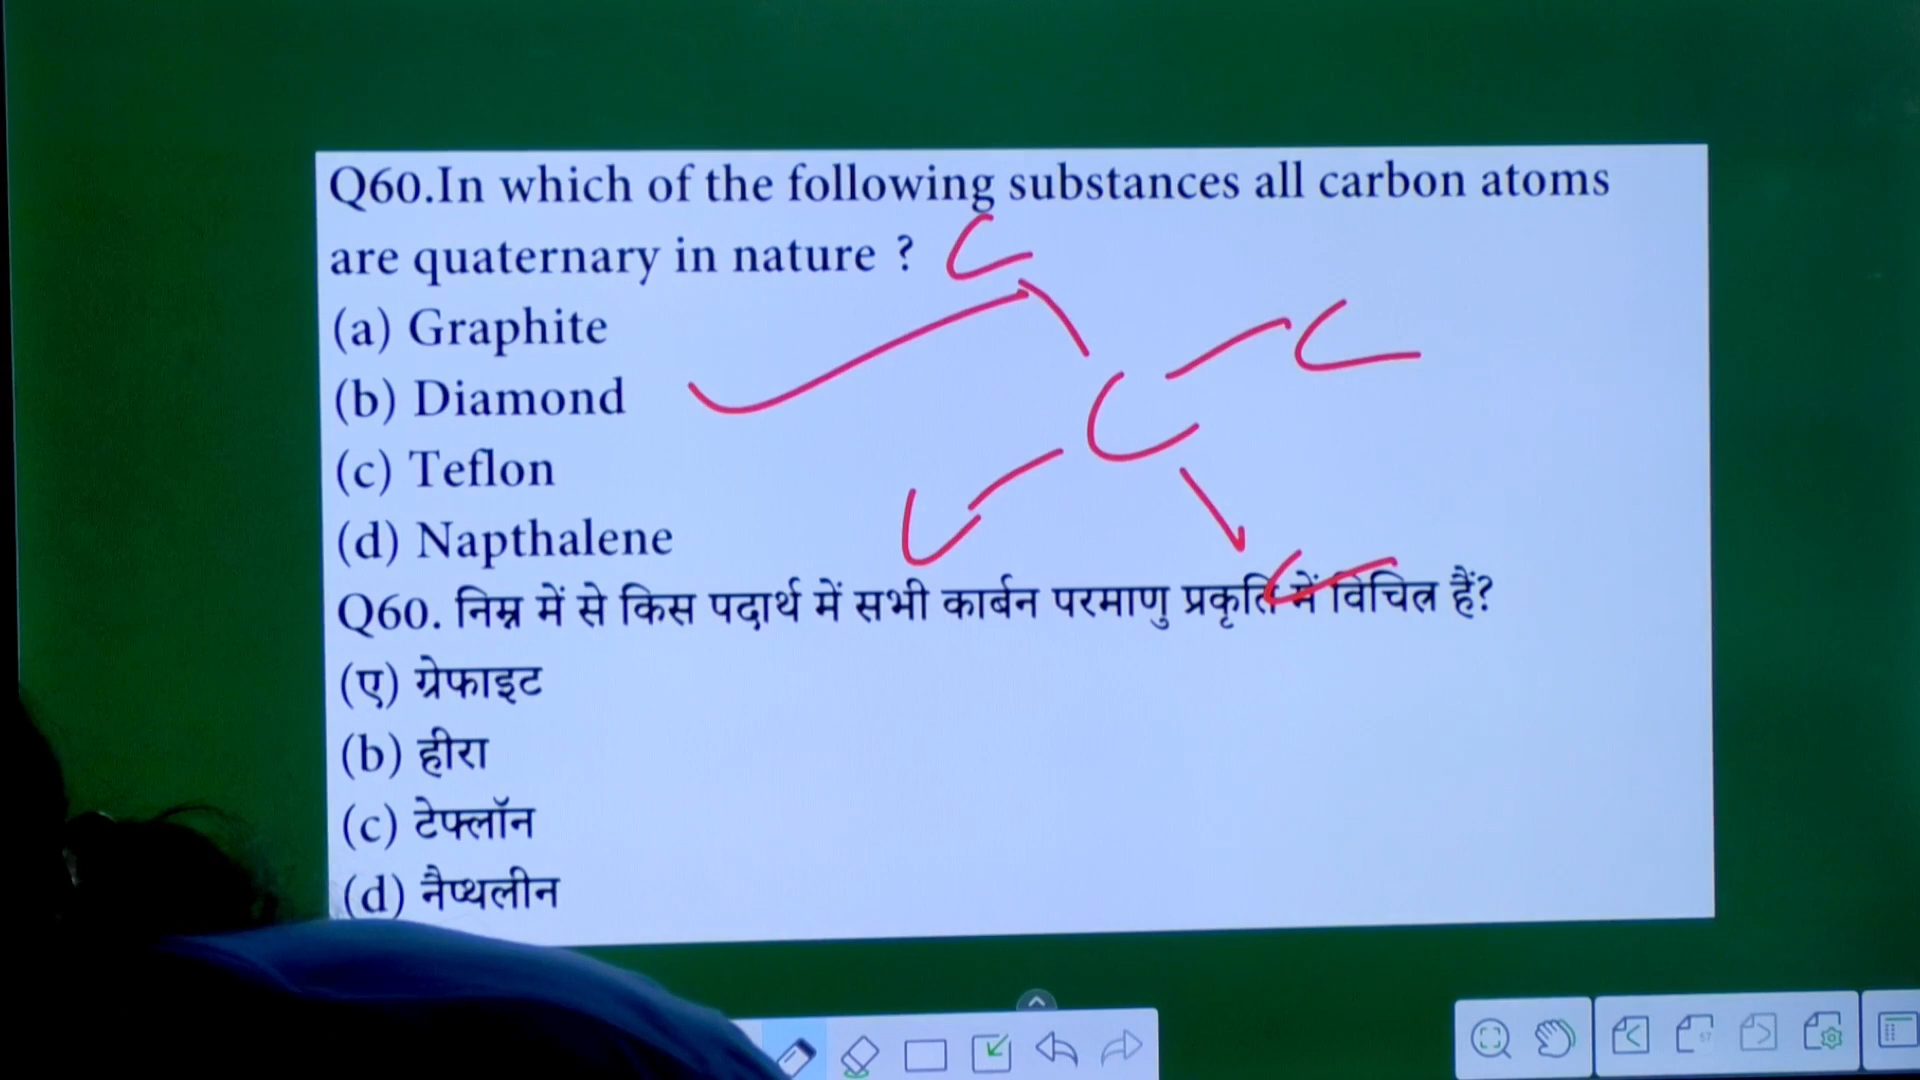 Q60.In which of the following substances all carbon atoms
are quaternary in nature ?
(a) Graphite
(b) Diamond
(c) Teflon
(d) Napthalene
Q60. निम्न में से किस पदार्थ में सभी कार्बन परमाणु प्रकृति में विचित्र हैं?
(ए) ग्रेफाइट
(b) हीरा
(c) टेफ्लॉन
(d) नैप्थलीन
C
C
C
C
C
57